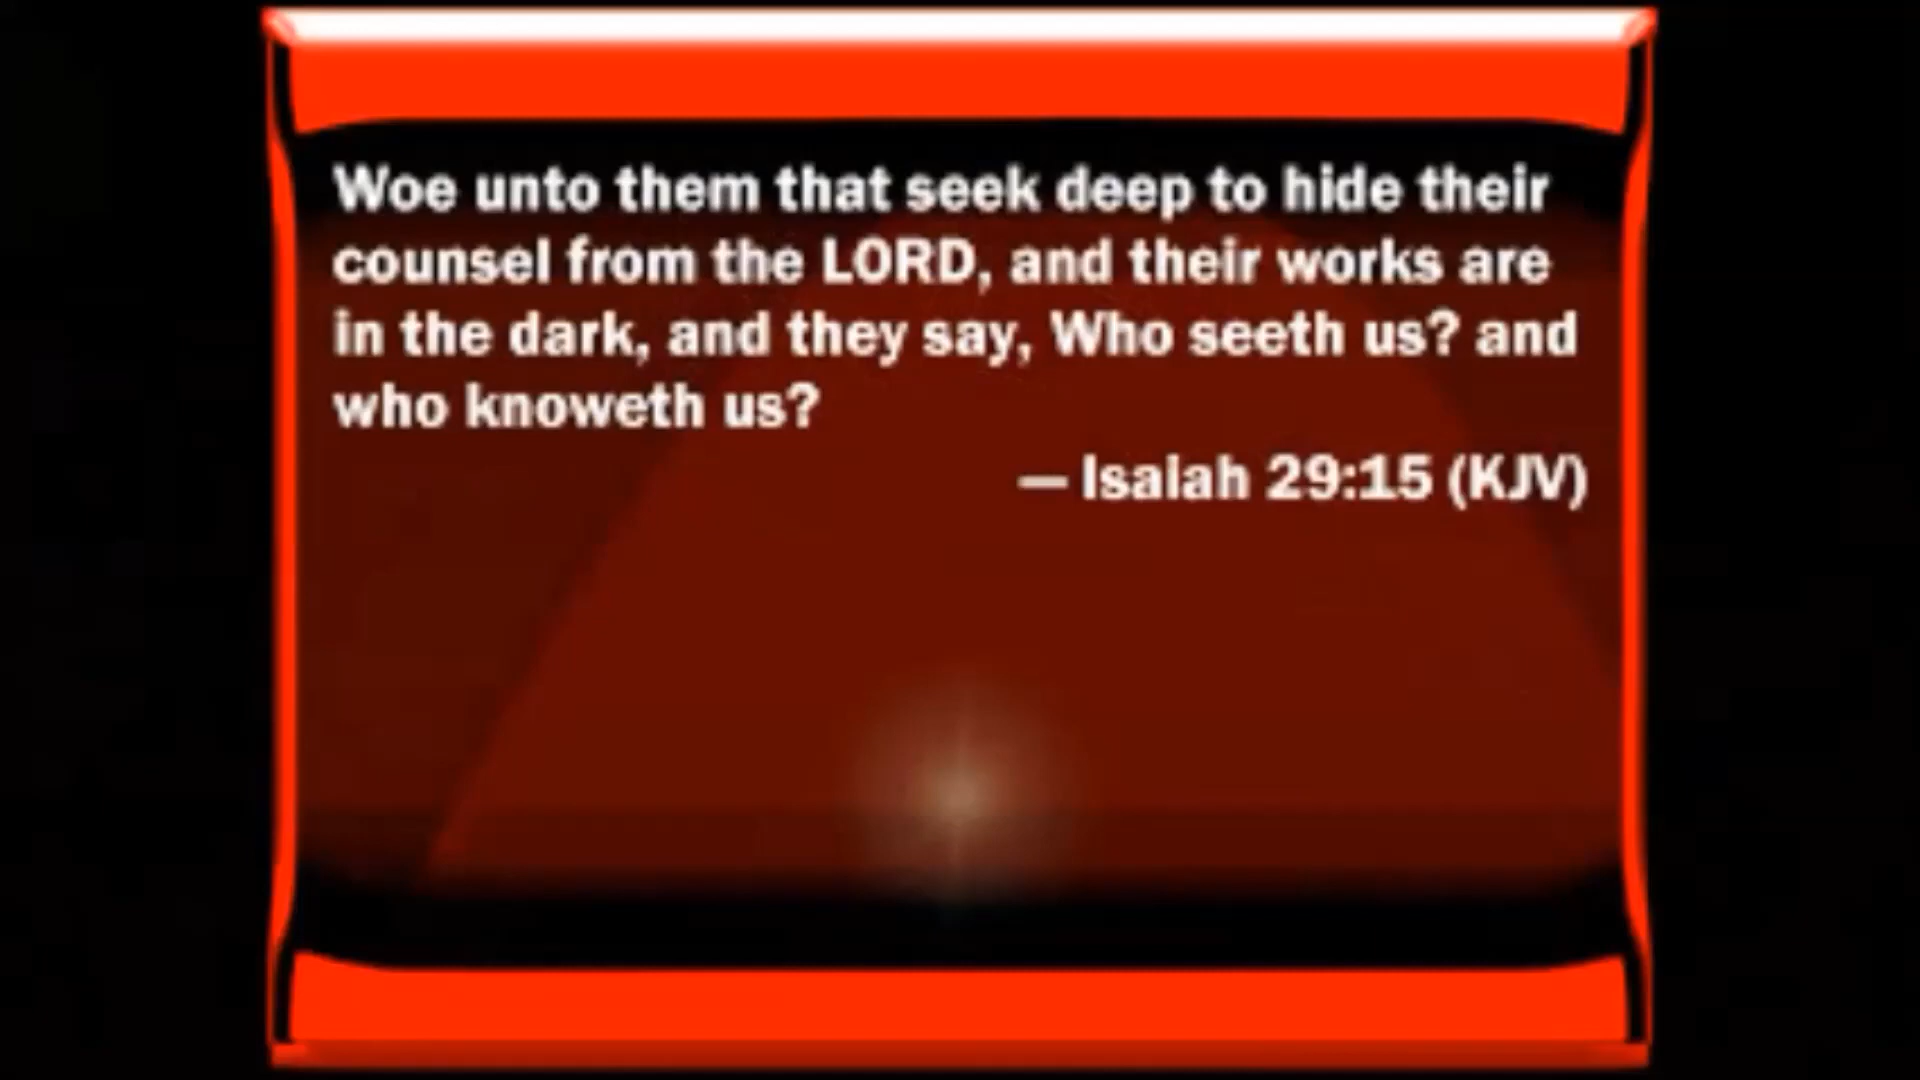 Woe unto them that seek deep to hide their
counsel from the LORD, and their works are
in the dark, and they say, Who seeth us? and
who knoweth us?
— Isaiah 29:15 (KJV)